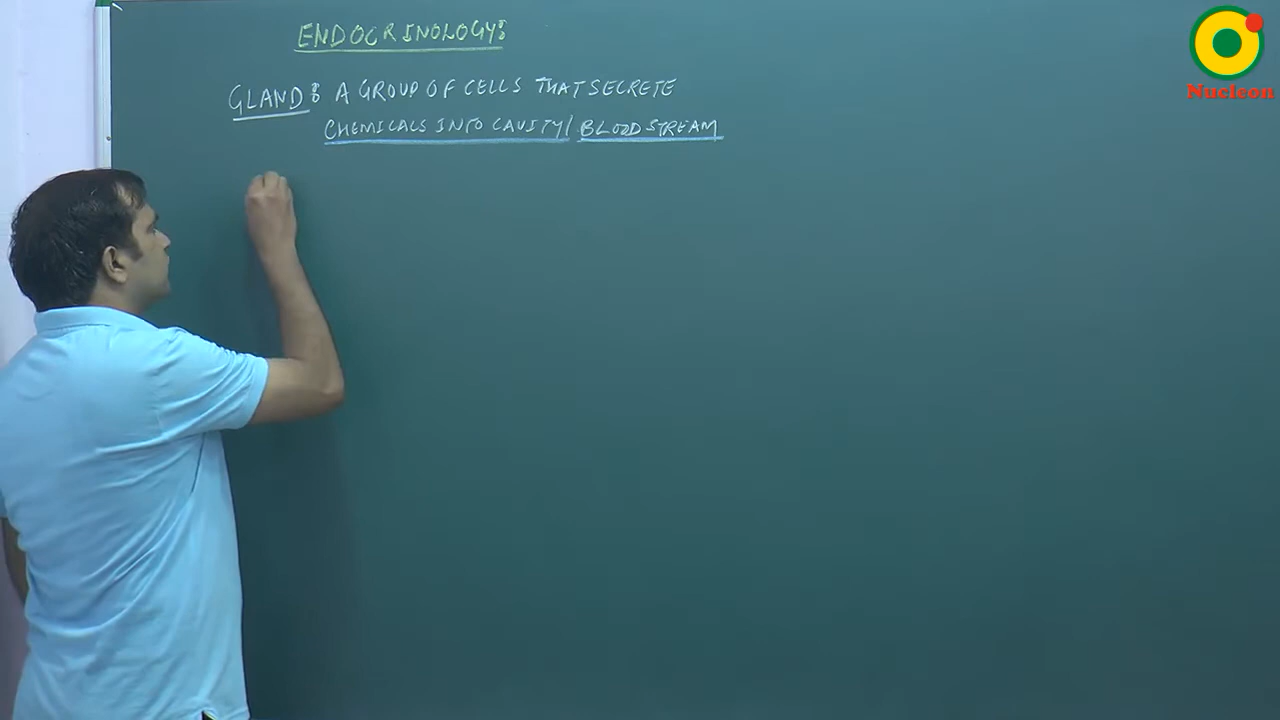 ENDOCRINOLOGY:
GLAND: A GROUP OF CELLS THAT SECRETE
CHEMICALS INTO CAVITY/BLOOD STREAM
Nucleon